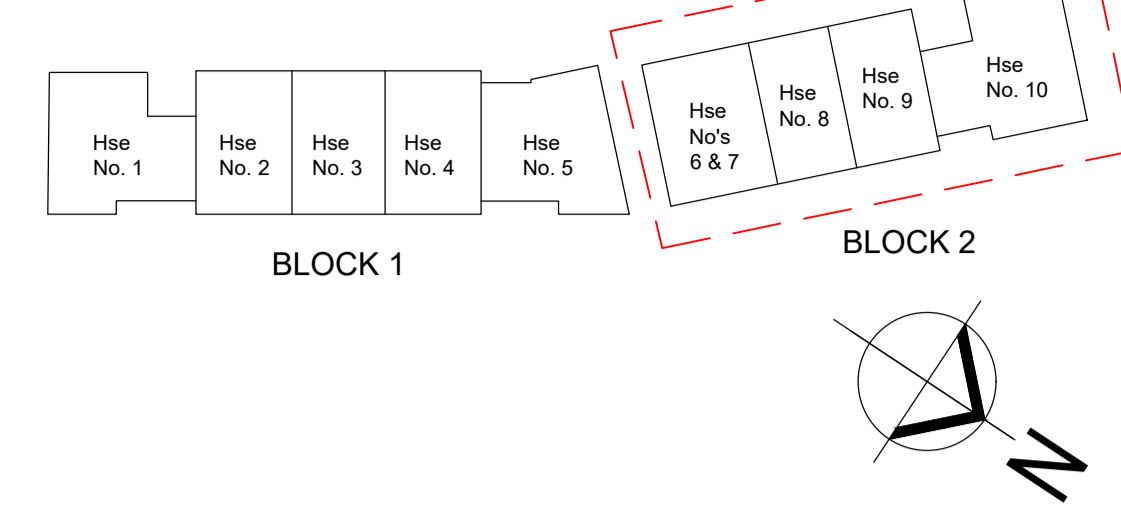 Hse
No. 1
Hse
No. 2
Hse
No. 3
Hse
No. 4
Hse
No. 5
Hse
No's
6 & 7
Hse
No. 8
Hse
No. 9
Hse
No. 10
BLOCK 1
BLOCK 2
N